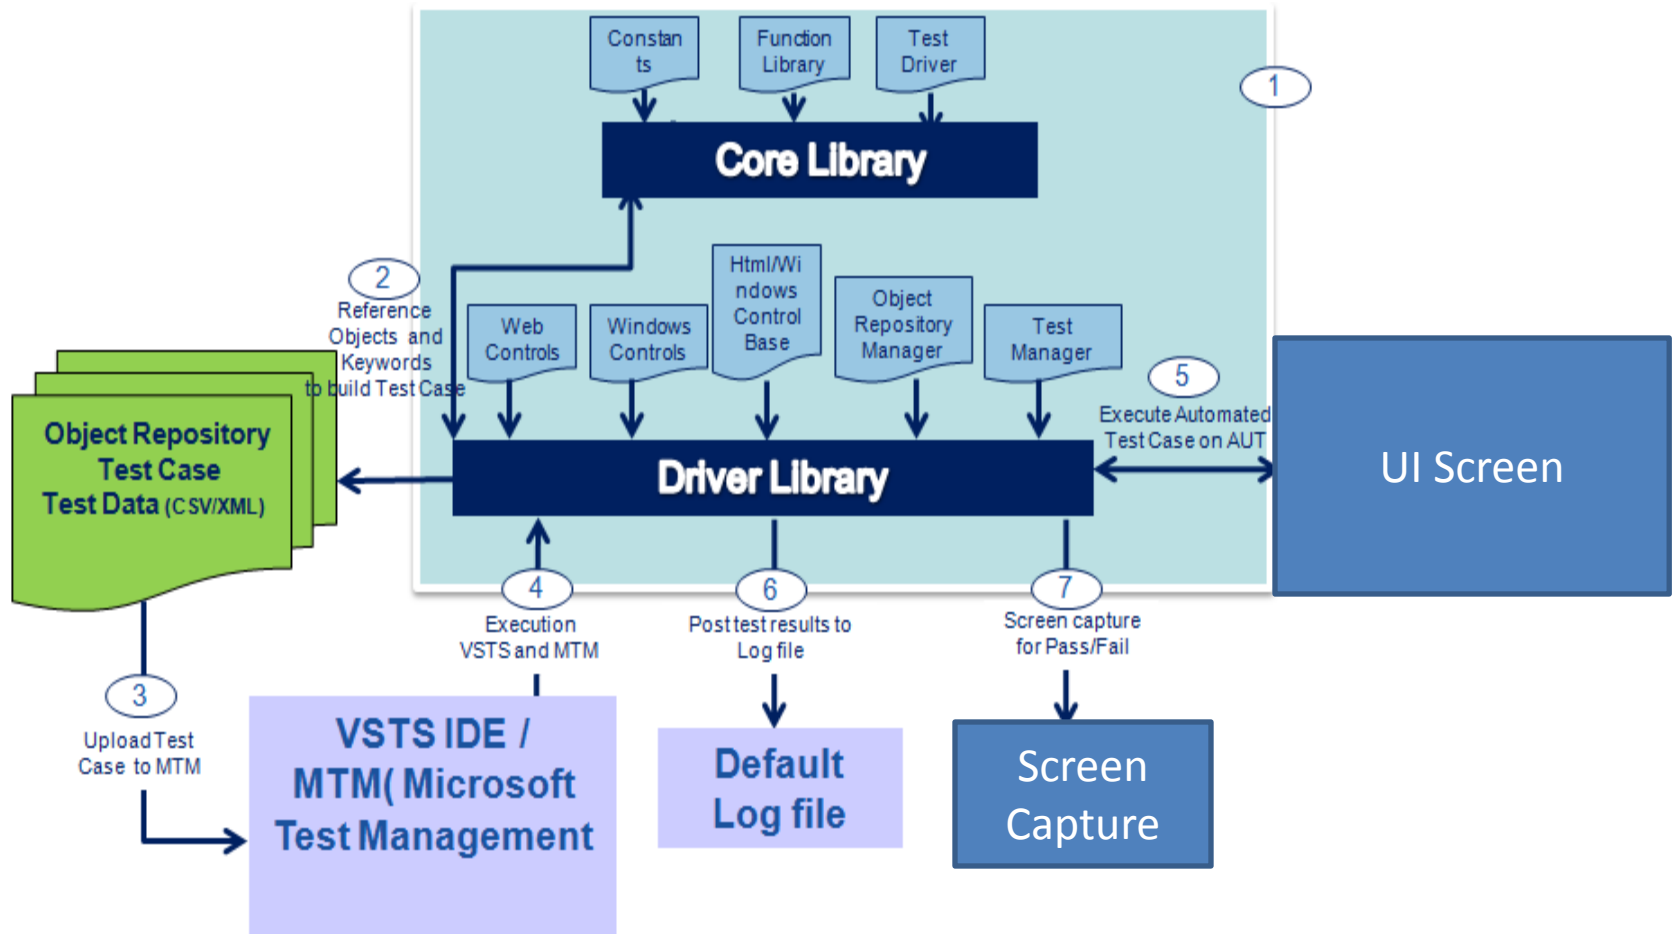 Constan
ts
Function
Library
Test
Driver
1
Core Library
2
Reference
Objects and
Keywords
to build Test Case
Web
Controls
Windows
Controls
Html/Wi
ndows
Control
Base
Object
Repository
Manager
Test
Manager
5
Execute Automated
Test Case on AUT
UI Screen
Object Repository
Test Case
Test Data (CSV/XML)
Driver Library
4
Execution
VSTS and MTM
6
Post test results to
Log file
7
Screen capture
for Pass/Fail
3
Upload Test
Case to MTM
VSTS IDE /
MTM( Microsoft
Test Management
Default
Log file
Screen
Capture